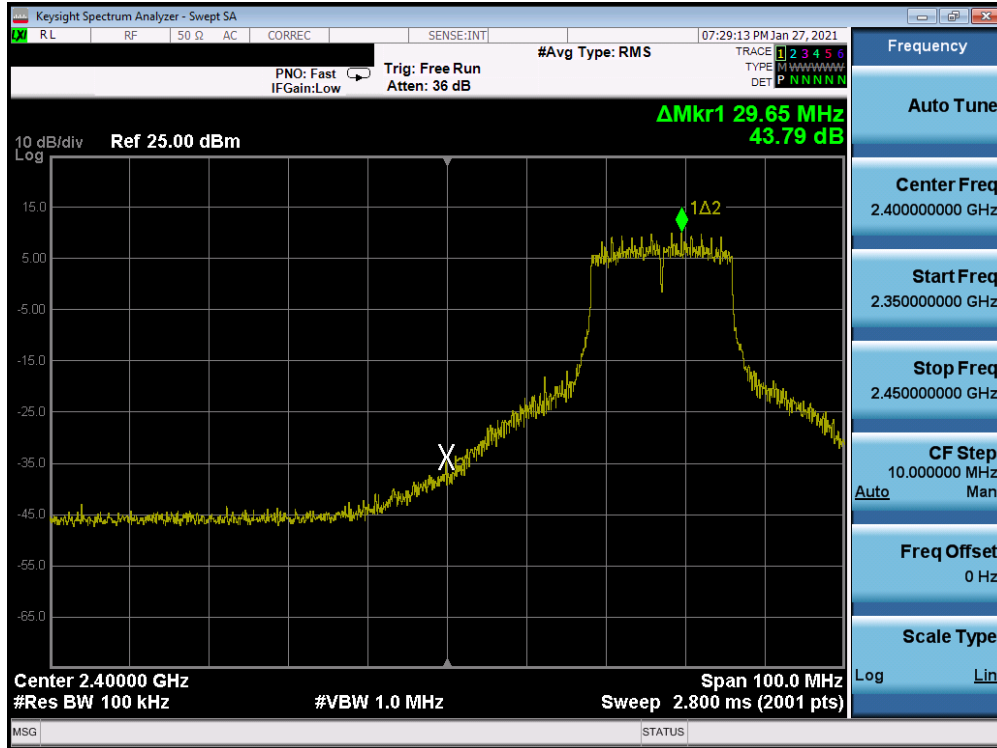 Keysight Spectrum Analyzer - Swept SA
LXI RL RF 50 Ω AC CORREC SENSE:INT 07:29:13 PM Jan 27, 2021
PNO: Fast
IFGain:Low
Trig: Free Run
Atten: 36 dB
#Avg Type: RMS
TRACE 1 2 3 4 5 6
TYPE M W W W W W
DET P N N N N N
ΔMkr1 29.65 MHz
43.79 dB
10 dB/div Ref 25.00 dBm
Log
1Δ2
15.0
5.00
-5.00
-15.0
-25.0
-35.0
-45.0
-55.0
-65.0
X
Center 2.40000 GHz Span 100.0 MHz
#Res BW 100 kHz #VBW 1.0 MHz Sweep 2.800 ms (2001 pts)
MSG STATUS
Frequency
Auto Tune
Center Freq
2.400000000 GHz
Start Freq
2.350000000 GHz
Stop Freq
2.450000000 GHz
CF Step
10.000000 MHz
Auto Man
Freq Offset
0 Hz
Scale Type
Log Lin